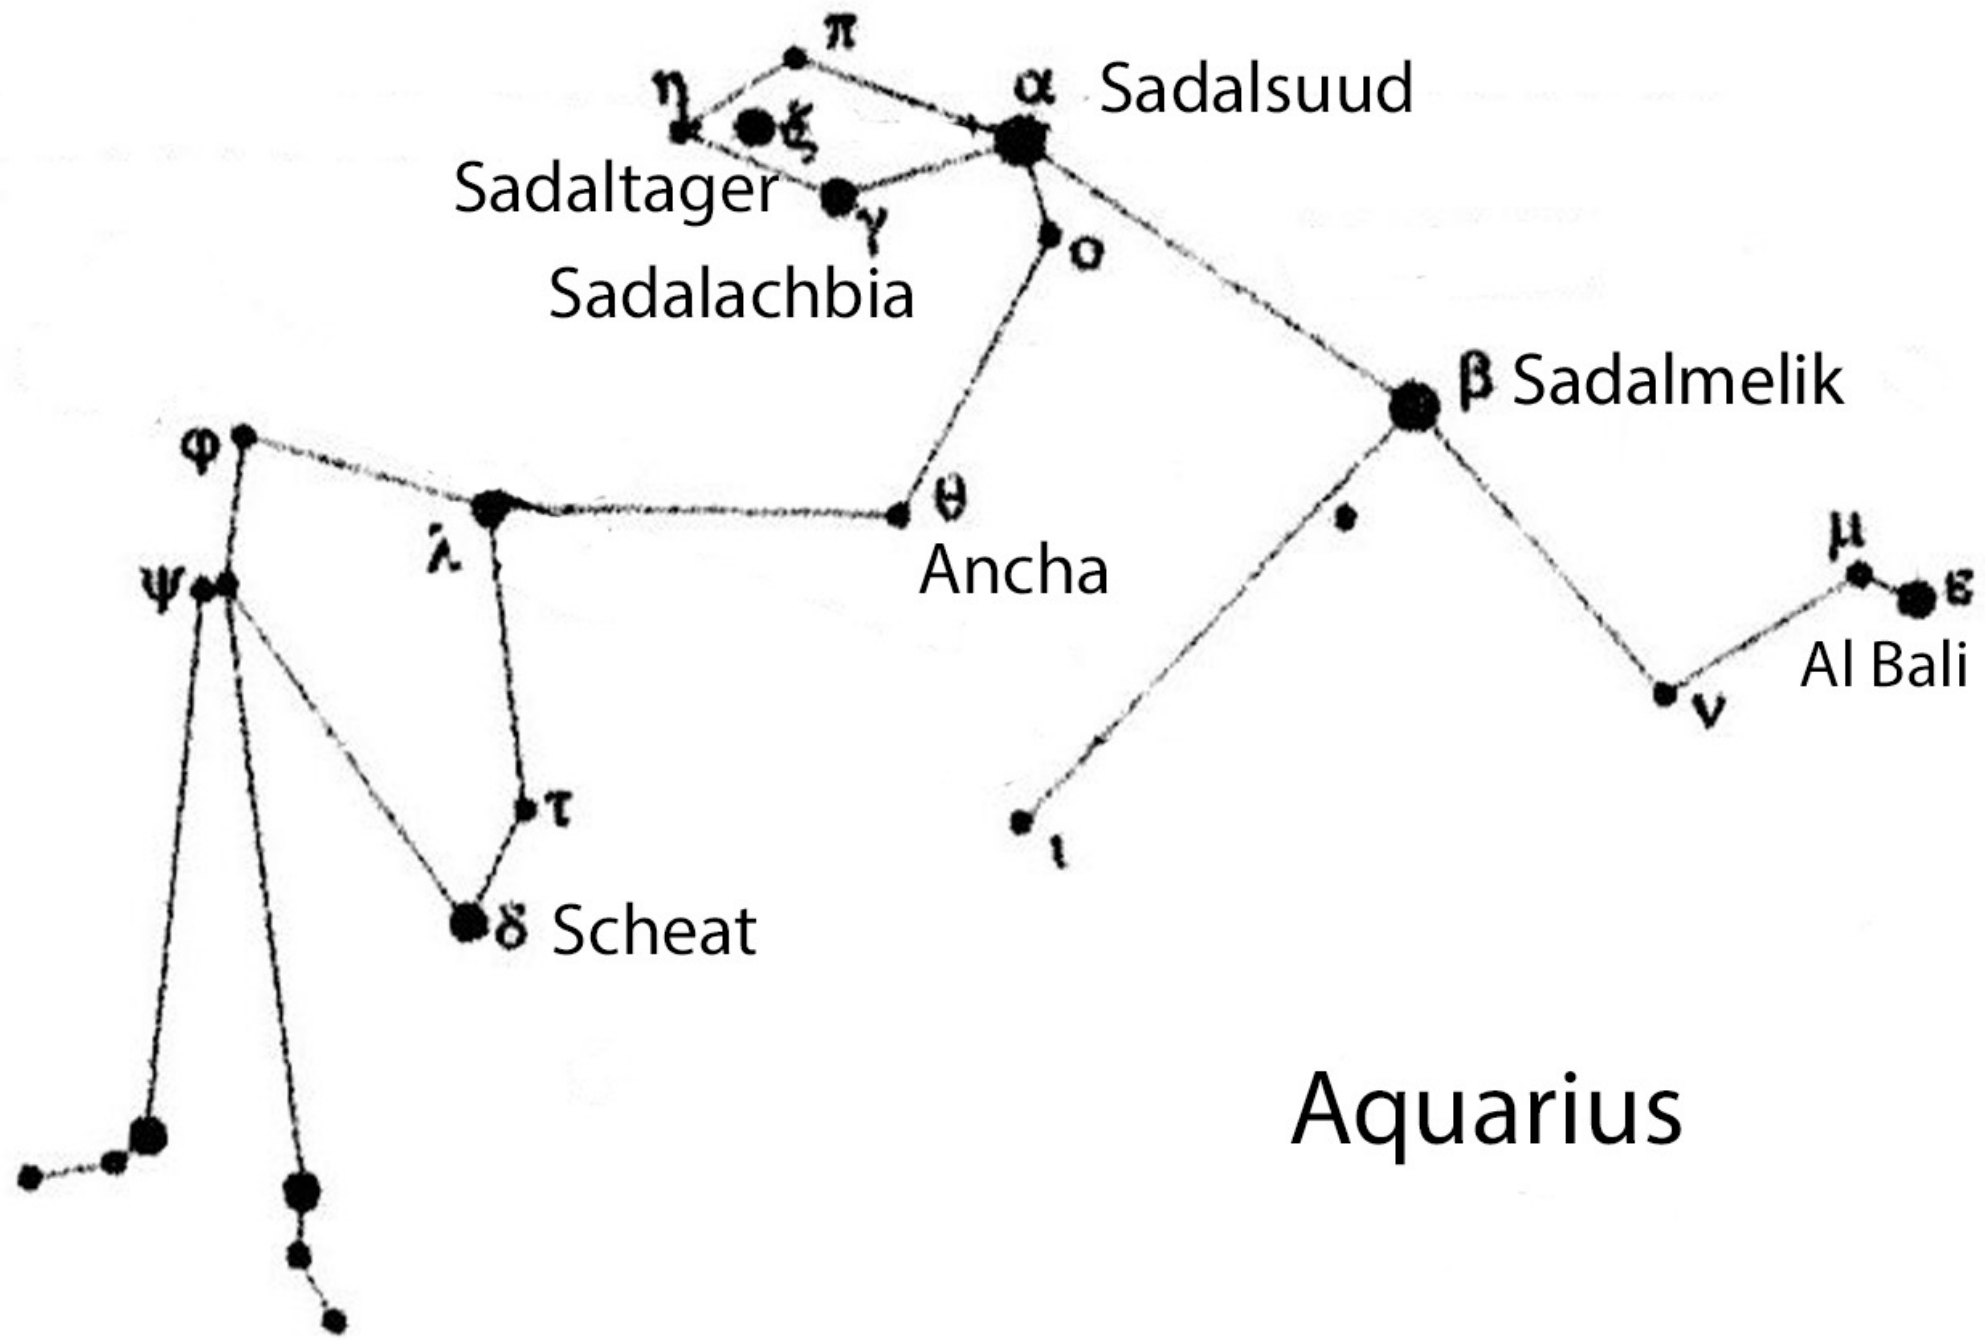 π
η
α Sadalsuud
ξ
Sadaltager
γ
ο
Sadalachbia
β Sadalmelik
φ
θ
λ
Ancha
μ
ψ
ε
Al Bali
ν
τ
ι
δ Scheat
Aquarius